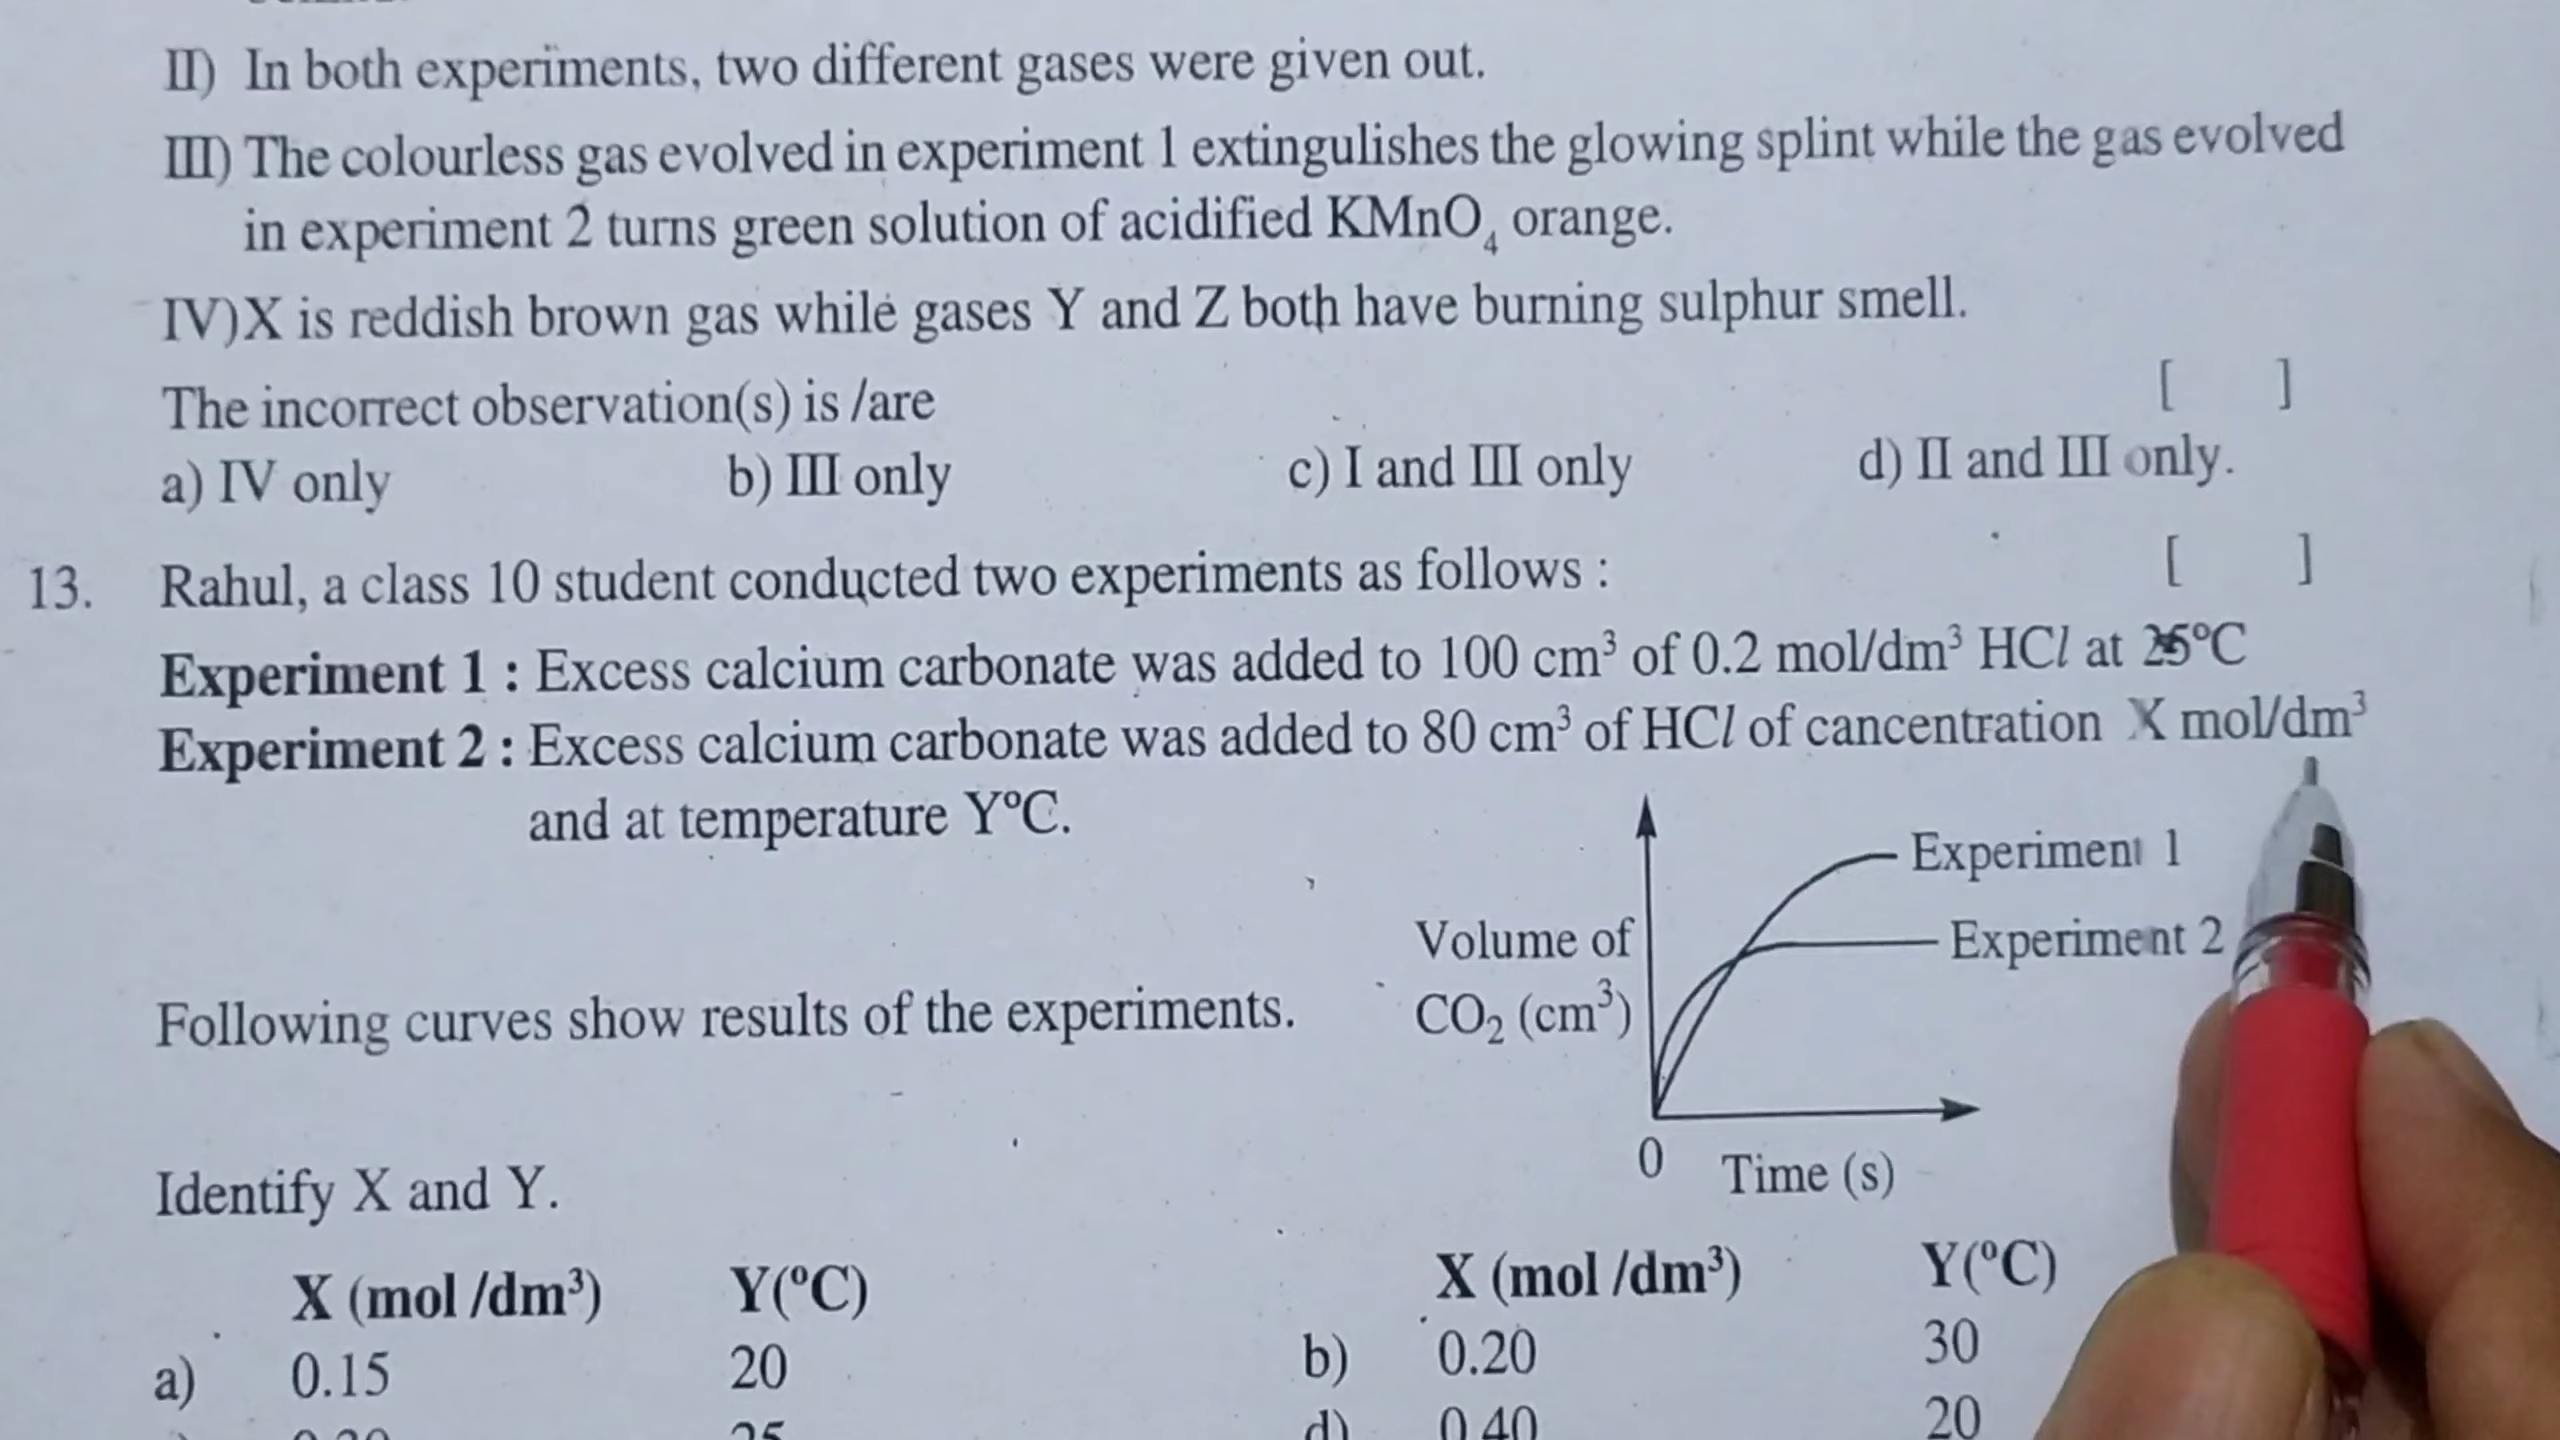 II) In both experiments, two different gases were given out.
III) The colourless gas evolved in experiment 1 extingulishes the glowing splint while the gas evolved
in experiment 2 turns green solution of acidified KMnO₄ orange.
IV)X is reddish brown gas while gases Y and Z both have burning sulphur smell.
The incorrect observation(s) is /are [ ]
a) IV only b) III only c) I and III only d) II and III only.
13. Rahul, a class 10 student conducted two experiments as follows : [ ]
Experiment 1 : Excess calcium carbonate was added to 100 cm³ of 0.2 mol/dm³ HCl at 25ºC
Experiment 2 : Excess calcium carbonate was added to 80 cm³ of HCl of cancentration X mol/dm³
and at temperature YºC.
Experiment 1
Volume of
CO₂ (cm³)
Experiment 2
Following curves show results of the experiments.
0 Time (s)
Identify X and Y.
X (mol /dm³) Y(ºC) X (mol /dm³) Y(ºC)
a) 0.15 20 b) 0.20 30
d) 0.40 20